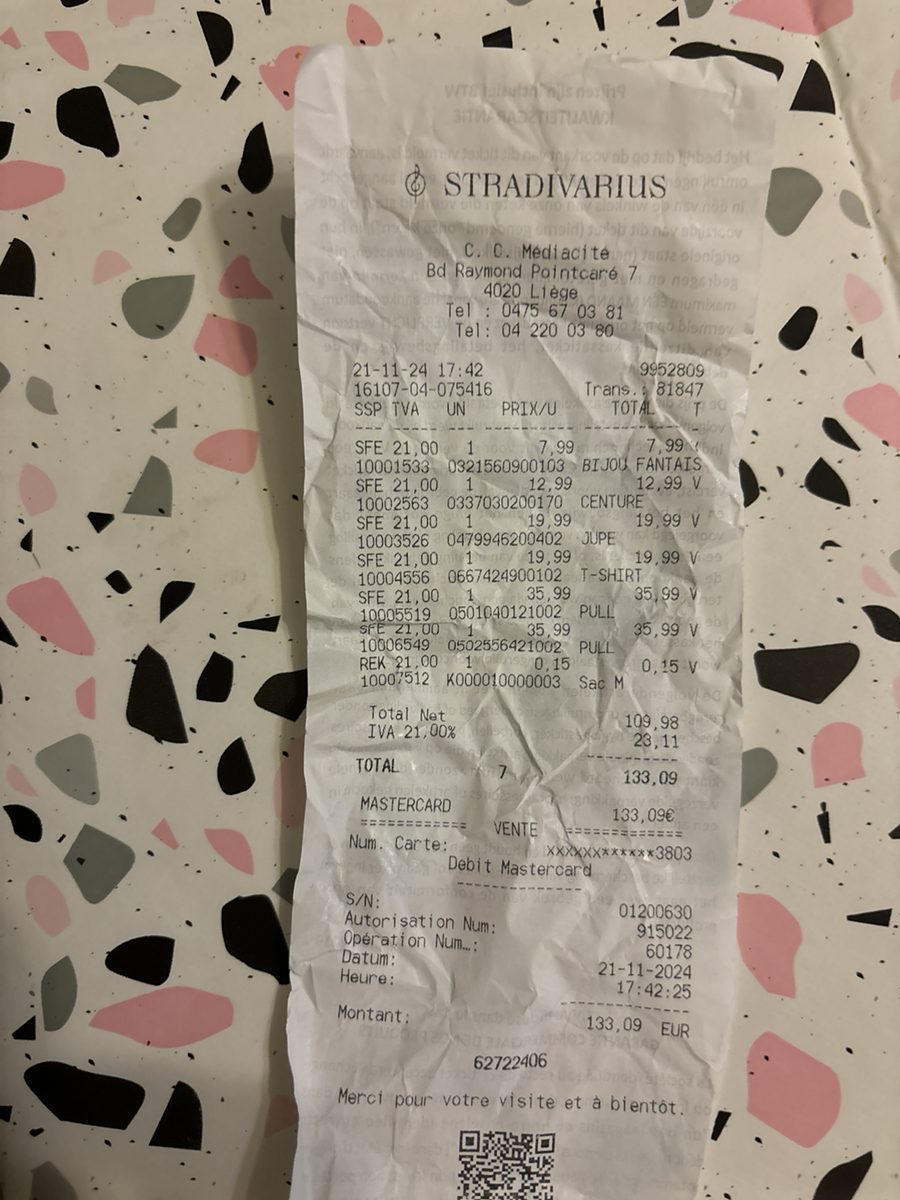 STRADIVARIUS
C. C. Médiacité
Bd Raymond Pointcaré 7
4020 Liège
Tel : 0475 67 03 81
Tel: 04 220 03 80
21-11-24 17:42 9952809
16107-04-075416 Trans.: 81847
SSP TVA UN PRIX/U TOTAL T
--- ----- --- --------- --------------
SFE 21,00 1 7,99 7,99
10001533 0321560900103 BIJOU FANTAIS
SFE 21,00 1 12,99 12,99 V
10002563 0337030200170 CENTURE
SFE 21,00 1 19,99 19,99 V
10003526 0479946200402 JUPE
SFE 21,00 1 19,99 19,99 V
10004556 0667424900102 T-SHIRT
SFE 21,00 1 35,99 35,99 V
10005519 0501040121002 PULL
SFE 21,00 1 35,99 35,99 V
10006549 0502556421002 PULL
REK 21,00 1 0,15 0,15 V
10007512 K000010000003 Sac M
Total Net 109,98
IVA 21.00% 23,11
------------
TOTAL 7 133,09
MASTERCARD 133,09€
============ VENTE =============
Num. Carte: xxxxxx******3803
Debit Mastercard
--------------
S/N: 01200630
Autorisation Num: 915022
Opération Num…: 60178
Datum: 21-11-2024
Heure: 17:42:25
--------------
Montant: 133,09 EUR
62722406
Merci pour votre visite et à bientôt.